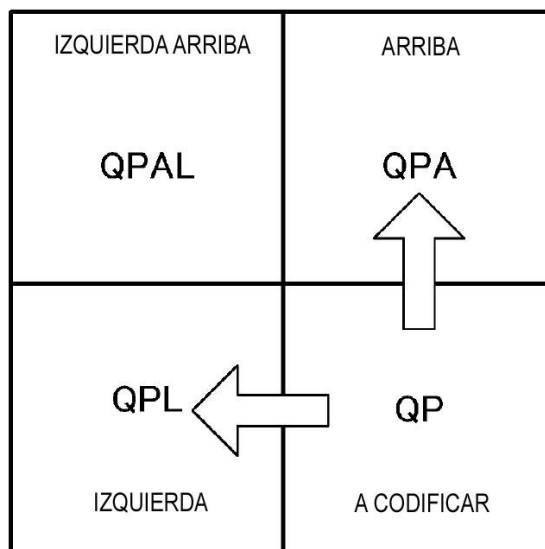 IZQUIERDA ARRIBA
ARRIBA
QPAL
QPA
QPL
QP
IZQUIERDA
A CODIFICAR